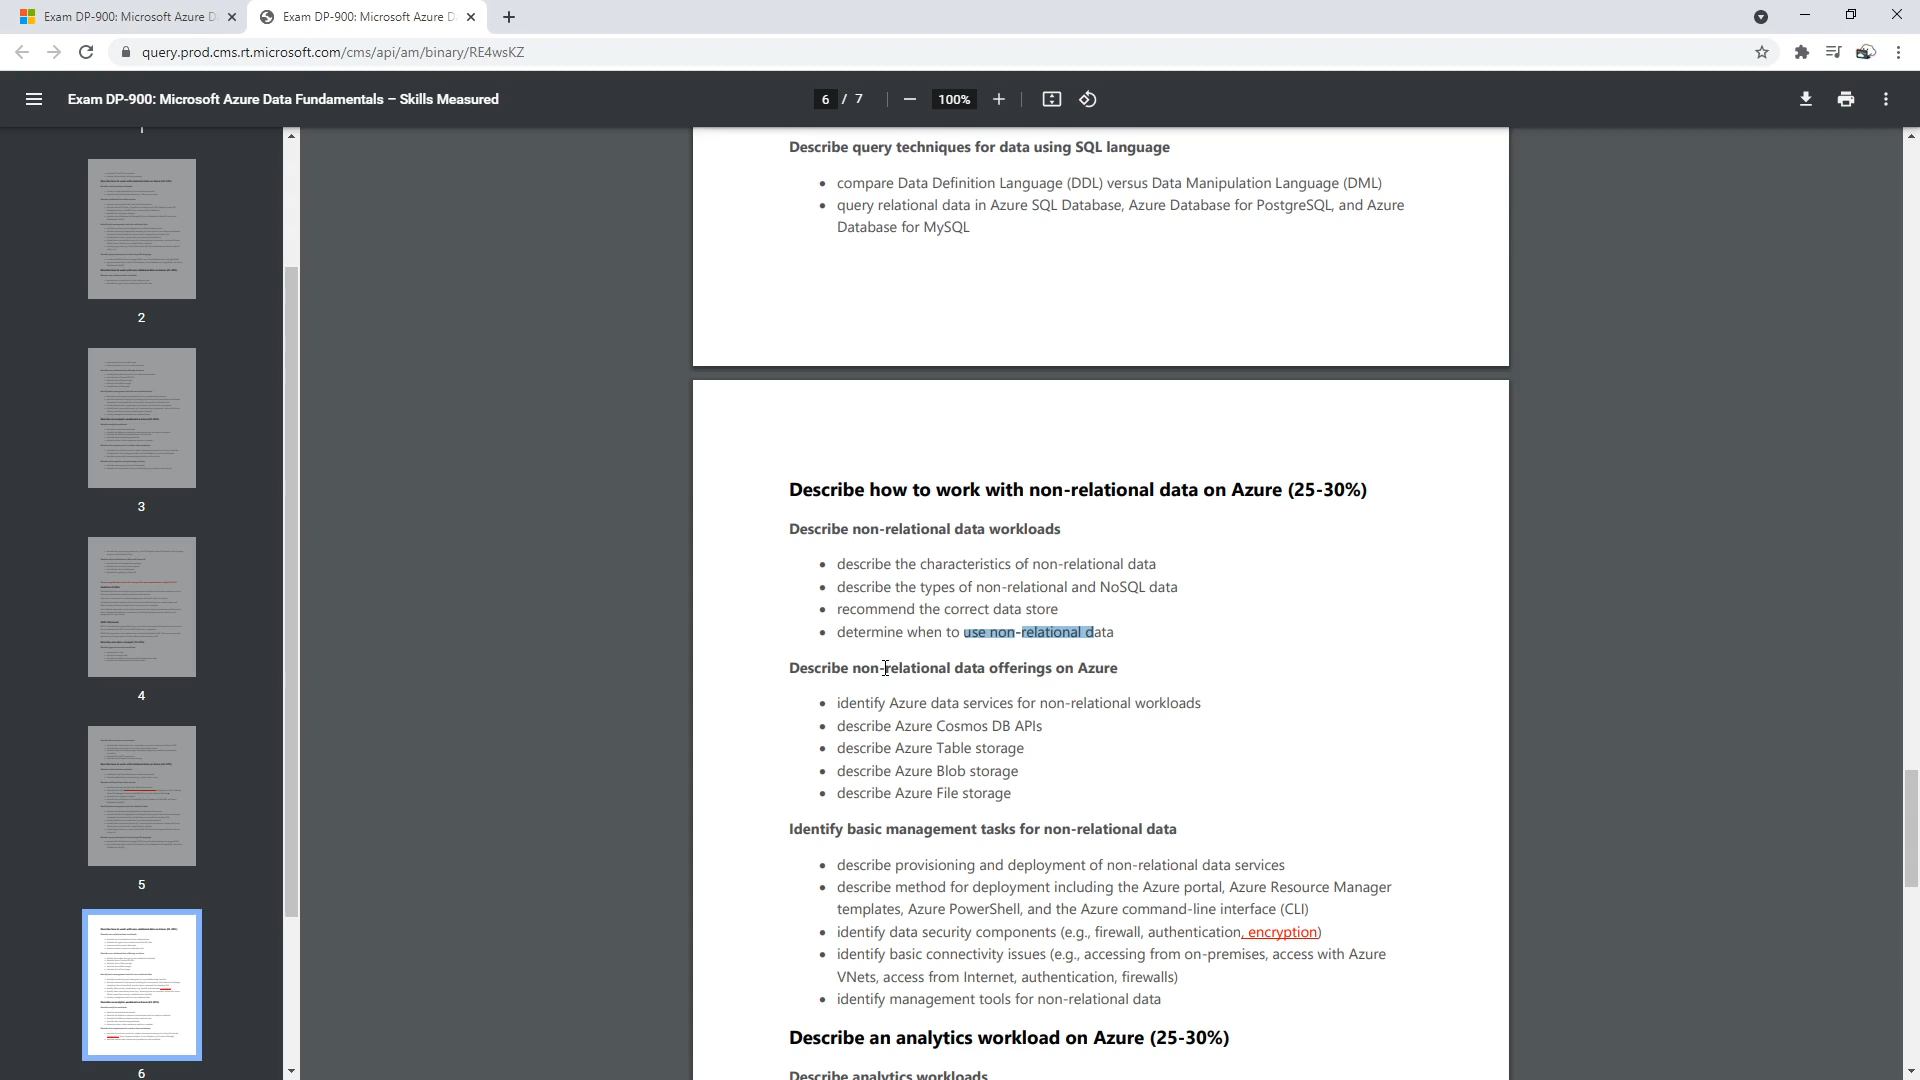 Exam DP-900: Microsoft Azure D
Exam DP-900: Microsoft Azure D
query.prod.cms.rt.microsoft.com/cms/api/am/binary/RE4wsKZ
Exam DP-900: Microsoft Azure Data Fundamentals – Skills Measured
6 / 7
100%
2
3
4
5
6
Describe query techniques for data using SQL language
• compare Data Definition Language (DDL) versus Data Manipulation Language (DML)
• query relational data in Azure SQL Database, Azure Database for PostgreSQL, and Azure
Database for MySQL
Describe how to work with non-relational data on Azure (25-30%)
Describe non-relational data workloads
• describe the characteristics of non-relational data
• describe the types of non-relational and NoSQL data
• recommend the correct data store
• determine when to use non-relational data
Describe non-relational data offerings on Azure
• identify Azure data services for non-relational workloads
• describe Azure Cosmos DB APIs
• describe Azure Table storage
• describe Azure Blob storage
• describe Azure File storage
Identify basic management tasks for non-relational data
• describe provisioning and deployment of non-relational data services
• describe method for deployment including the Azure portal, Azure Resource Manager
templates, Azure PowerShell, and the Azure command-line interface (CLI)
• identify data security components (e.g., firewall, authentication, encryption)
• identify basic connectivity issues (e.g., accessing from on-premises, access with Azure
VNets, access from Internet, authentication, firewalls)
• identify management tools for non-relational data
Describe an analytics workload on Azure (25-30%)
Describe analytics workloads